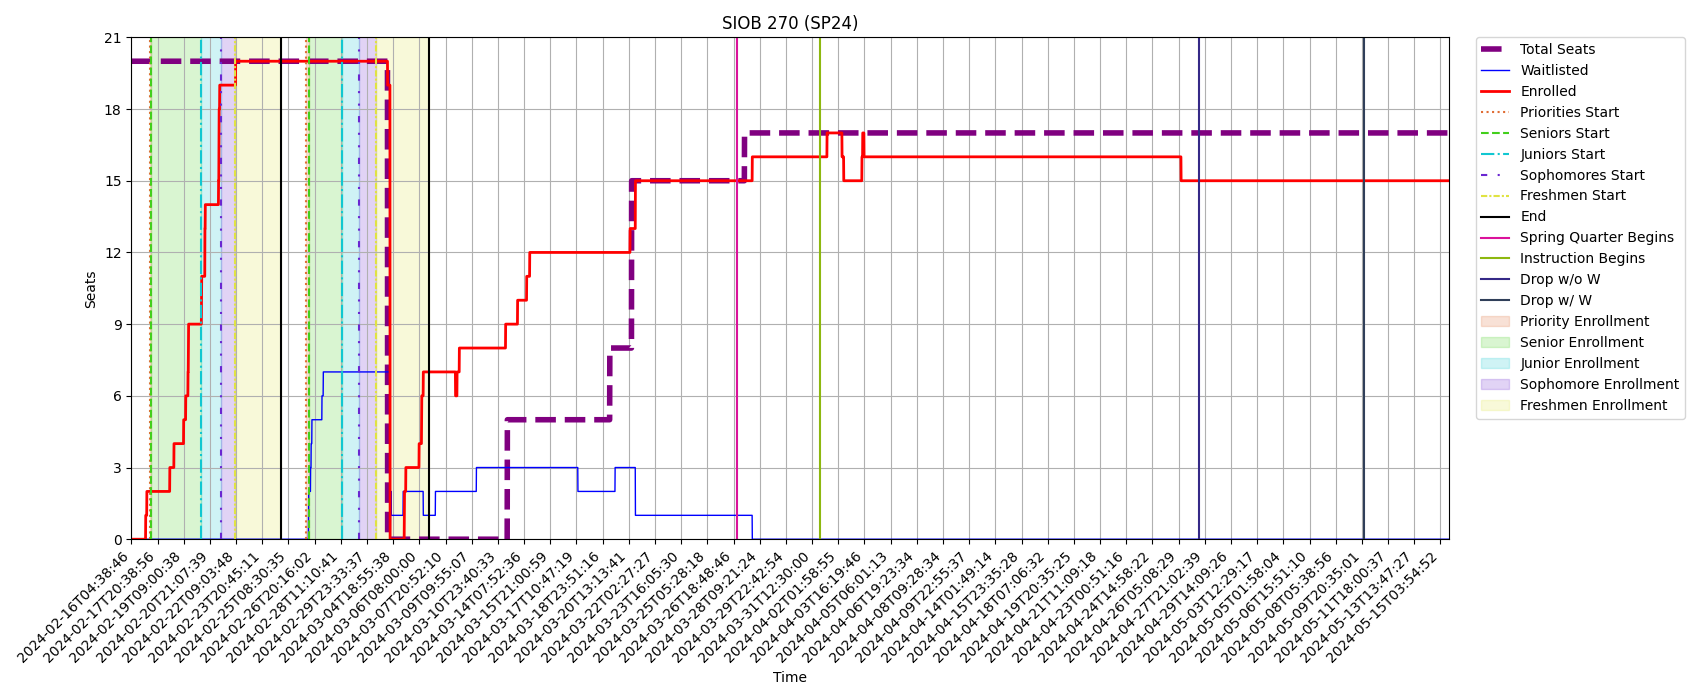 SIOB 270 (SP24)
21
18
15
12
9
6
3
0
Seats
2024-02-16T04:38:46
2024-02-17T20:38:56
2024-02-19T09:00:38
2024-02-20T21:07:39
2024-02-22T09:03:48
2024-02-23T20:45:11
2024-02-25T08:30:35
2024-02-26T20:16:02
2024-02-28T11:10:41
2024-02-29T23:33:37
2024-03-04T18:55:38
2024-03-06T08:00:00
2024-03-07T20:52:10
2024-03-09T09:55:07
2024-03-10T23:40:33
2024-03-14T07:52:36
2024-03-15T21:00:59
2024-03-17T10:47:19
2024-03-18T23:51:16
2024-03-20T13:13:41
2024-03-22T02:27:27
2024-03-23T16:05:30
2024-03-25T05:28:18
2024-03-26T18:48:46
2024-03-28T09:21:24
2024-03-29T22:42:54
2024-03-31T12:30:00
2024-04-02T01:58:55
2024-04-03T16:19:46
2024-04-05T06:01:13
2024-04-06T19:23:34
2024-04-08T09:28:34
2024-04-09T22:55:37
2024-04-14T01:49:14
2024-04-15T23:35:28
2024-04-18T07:06:32
2024-04-19T20:35:25
2024-04-21T11:09:18
2024-04-23T00:51:16
2024-04-24T14:58:22
2024-04-26T05:08:29
2024-04-27T21:02:39
2024-04-29T14:09:26
2024-05-03T12:29:17
2024-05-05T01:58:04
2024-05-06T15:51:10
2024-05-08T05:38:56
2024-05-09T20:35:01
2024-05-11T18:00:37
2024-05-13T13:47:27
2024-05-15T03:54:52
Time
Total Seats
Waitlisted
Enrolled
Priorities Start
Seniors Start
Juniors Start
Sophomores Start
Freshmen Start
End
Spring Quarter Begins
Instruction Begins
Drop w/o W
Drop w/ W
Priority Enrollment
Senior Enrollment
Junior Enrollment
Sophomore Enrollment
Freshmen Enrollment